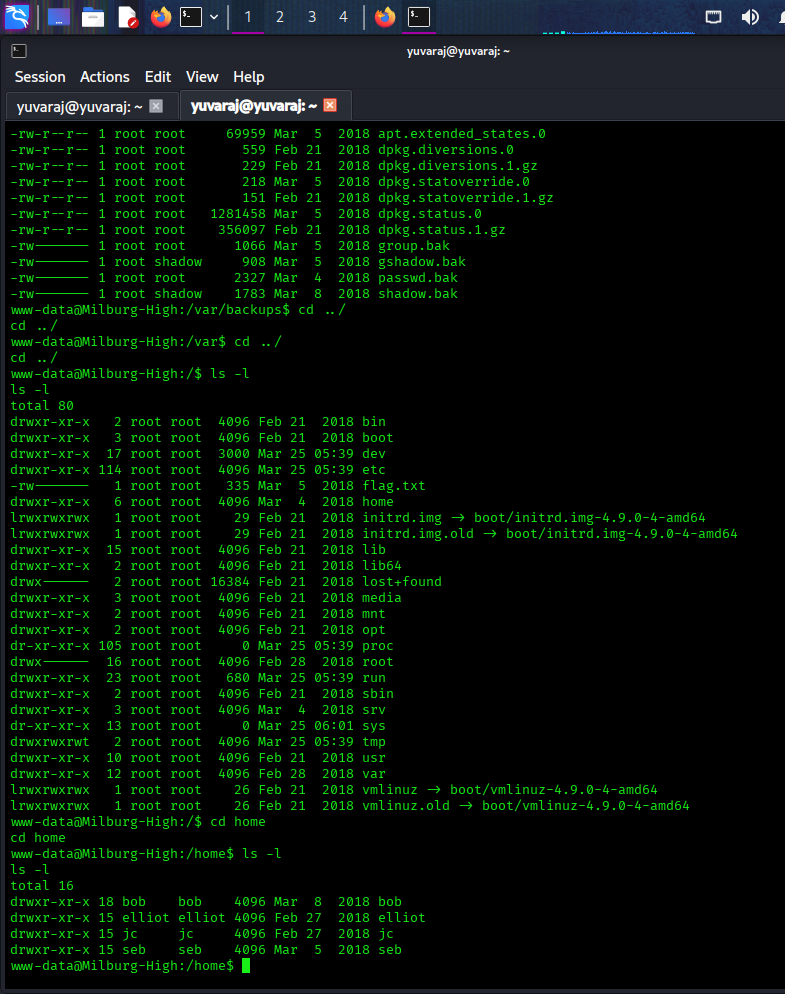 1 2 3 4
yuvaraj@yuvaraj: ~
Session Actions Edit View Help
yuvaraj@yuvaraj: ~ yuvaraj@yuvaraj: ~
-rw-r--r-- 1 root root     69959 Mar  5  2018 apt.extended_states.0
-rw-r--r-- 1 root root       559 Feb 21  2018 dpkg.diversions.0
-rw-r--r-- 1 root root       229 Feb 21  2018 dpkg.diversions.1.gz
-rw-r--r-- 1 root root       218 Mar  5  2018 dpkg.statoverride.0
-rw-r--r-- 1 root root       151 Feb 21  2018 dpkg.statoverride.1.gz
-rw-r--r-- 1 root root   1281458 Mar  5  2018 dpkg.status.0
-rw-r--r-- 1 root root    356097 Feb 21  2018 dpkg.status.1.gz
-rw------- 1 root root      1066 Mar  5  2018 group.bak
-rw------- 1 root shadow     908 Mar  5  2018 gshadow.bak
-rw------- 1 root root      2327 Mar  4  2018 passwd.bak
-rw------- 1 root shadow    1783 Mar  8  2018 shadow.bak
www-data@Milburg-High:/var/backups$ cd ../
cd ../
www-data@Milburg-High:/var$ cd ../
cd ../
www-data@Milburg-High:/$ ls -l
ls -l
total 80
drwxr-xr-x   2 root root  4096 Feb 21  2018 bin
drwxr-xr-x   3 root root  4096 Feb 21  2018 boot
drwxr-xr-x  17 root root  3000 Mar 25 05:39 dev
drwxr-xr-x 114 root root  4096 Mar 25 05:39 etc
-rw-------   1 root root   335 Mar  5  2018 flag.txt
drwxr-xr-x   6 root root  4096 Mar  4  2018 home
lrwxrwxrwx   1 root root    29 Feb 21  2018 initrd.img -> boot/initrd.img-4.9.0-4-amd64
lrwxrwxrwx   1 root root    29 Feb 21  2018 initrd.img.old -> boot/initrd.img-4.9.0-4-amd64
drwxr-xr-x  15 root root  4096 Feb 21  2018 lib
drwxr-xr-x   2 root root  4096 Feb 21  2018 lib64
drwx------   2 root root 16384 Feb 21  2018 lost+found
drwxr-xr-x   3 root root  4096 Feb 21  2018 media
drwxr-xr-x   2 root root  4096 Feb 21  2018 mnt
drwxr-xr-x   2 root root  4096 Feb 21  2018 opt
dr-xr-xr-x 105 root root     0 Mar 25 05:39 proc
drwx------  16 root root  4096 Feb 28  2018 root
drwxr-xr-x  23 root root   680 Mar 25 05:39 run
drwxr-xr-x   2 root root  4096 Feb 21  2018 sbin
drwxr-xr-x   3 root root  4096 Mar  4  2018 srv
dr-xr-xr-x  13 root root     0 Mar 25 06:01 sys
drwxrwxrwt   2 root root  4096 Mar 25 05:39 tmp
drwxr-xr-x  10 root root  4096 Feb 21  2018 usr
drwxr-xr-x  12 root root  4096 Feb 28  2018 var
lrwxrwxrwx   1 root root    26 Feb 21  2018 vmlinuz -> boot/vmlinuz-4.9.0-4-amd64
lrwxrwxrwx   1 root root    26 Feb 21  2018 vmlinuz.old -> boot/vmlinuz-4.9.0-4-amd64
www-data@Milburg-High:/$ cd home
cd home
www-data@Milburg-High:/home$ ls -l
ls -l
total 16
drwxr-xr-x 18 bob    bob    4096 Mar  8  2018 bob
drwxr-xr-x 15 elliot elliot 4096 Feb 27  2018 elliot
drwxr-xr-x 15 jc     jc     4096 Feb 27  2018 jc
drwxr-xr-x 15 seb    seb    4096 Mar  5  2018 seb
www-data@Milburg-High:/home$